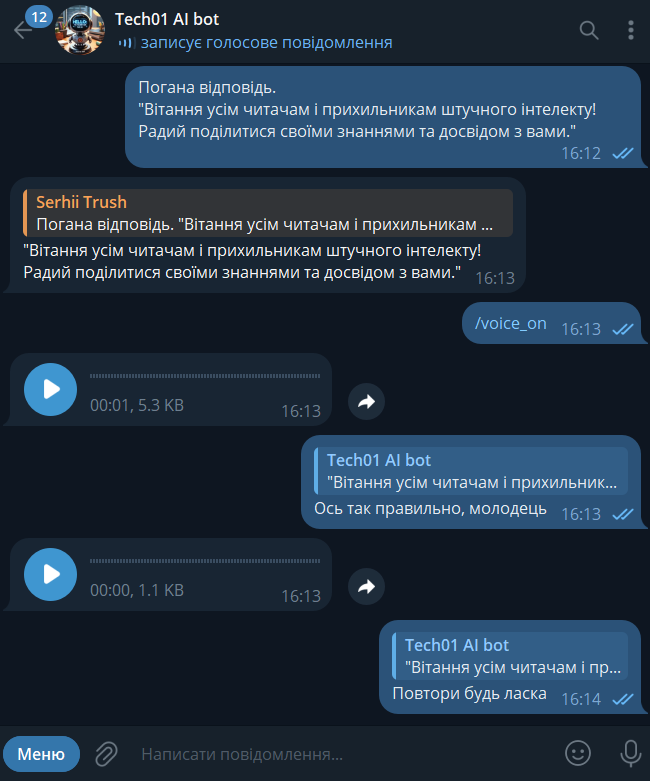 12
Tech01 AI bot
записує голосове повідомлення
Погана відповідь.
"Вітання усім читачам і прихильникам штучного інтелекту!
Радий поділитися своїми знаннями та досвідом з вами."
16:12
Serhii Trush
Погана відповідь. "Вітання усім читачам і прихильникам ...
"Вітання усім читачам і прихильникам штучного інтелекту!
Радий поділитися своїми знаннями та досвідом з вами."
16:13
/voice_on 16:13
00:01, 5.3 KB 16:13
Tech01 AI bot
"Вітання усім читачам і прихильник...
Ось так правильно, молодець 16:13
00:00, 1.1 KB 16:13
Tech01 AI bot
"Вітання усім читачам і пр...
Повтори будь ласка 16:14
Меню Написати повідомлення...